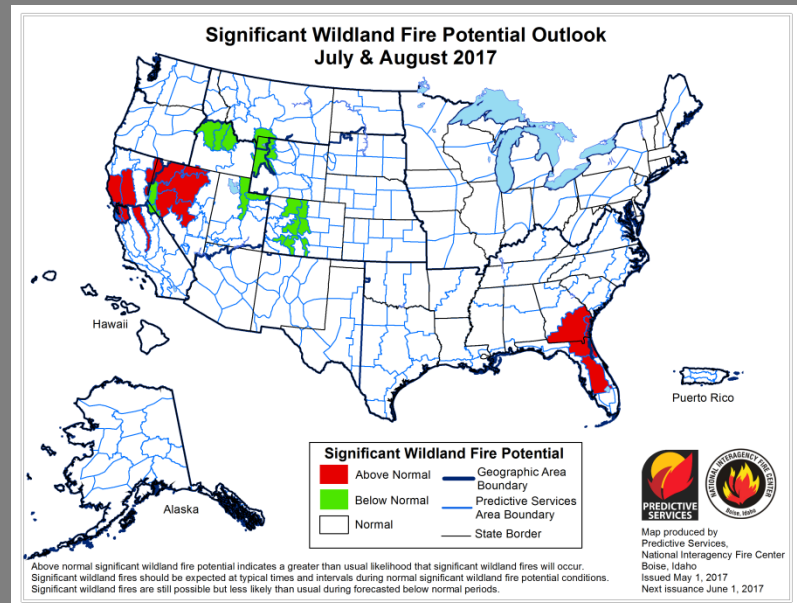 Significant Wildland Fire Potential Outlook
July & August 2017
Hawaii
Puerto Rico
Alaska
Significant Wildland Fire Potential
Above Normal
Below Normal
Normal
Geographic Area
Boundary
Predictive Services
Area Boundary
State Border
PREDICTIVE
SERVICES
NATIONAL INTERAGENCY FIRE CENTER
Boise, Idaho
Map produced by
Predictive Services,
National Interagency Fire Center
Boise, Idaho
Issued May 1, 2017
Next issuance June 1, 2017
Above normal significant wildland fire potential indicates a greater than usual likelihood that significant wildland fires will occur.
Significant wildland fires should be expected at typical times and intervals during normal significant wildland fire potential conditions.
Significant wildland fires are still possible but less likely than usual during forecasted below normal periods.